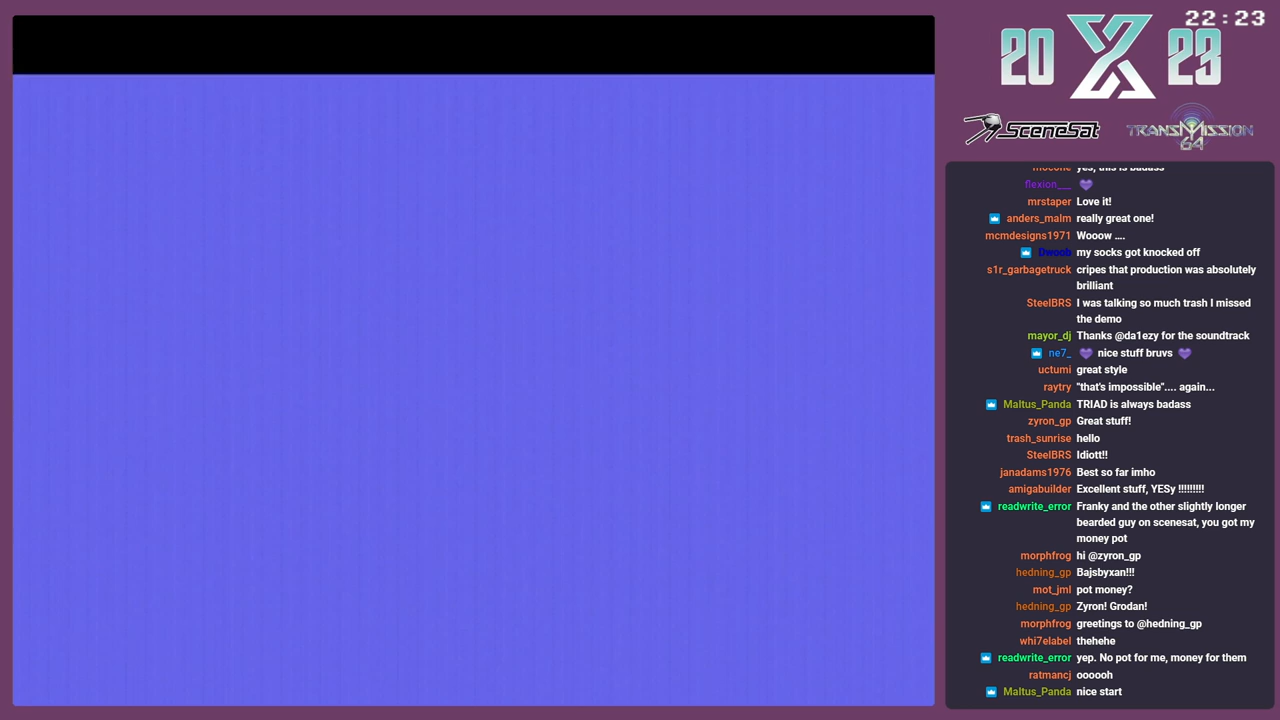 22:23
20 X 23
SceneSat
TRANSMISSION
64
mocone yes, this is badass
flexion___
mrstaper Love it!
anders_malm really great one!
mcmdesigns1971 Wooow ....
Dwoob my socks got knocked off
s1r_garbagetruck cripes that production was absolutely
brilliant
SteelBRS I was talking so much trash I missed
the demo
mayor_dj Thanks @da1ezy for the soundtrack
ne7_ nice stuff bruvs
uctumi great style
raytry "that's impossible".... again...
Maltus_Panda TRIAD is always badass
zyron_gp Great stuff!
trash_sunrise hello
SteelBRS Idiott!!
janadams1976 Best so far imho
amigabuilder Excellent stuff, YESy !!!!!!!!!
readwrite_error Franky and the other slightly longer
bearded guy on scenesat, you got my
money pot
morphfrog hi @zyron_gp
hedning_gp Bajsbyxan!!!
mot_jml pot money?
hedning_gp Zyron! Grodan!
morphfrog greetings to @hedning_gp
whi7elabel thehehe
readwrite_error yep. No pot for me, money for them
ratmancj oooooh
Maltus_Panda nice start